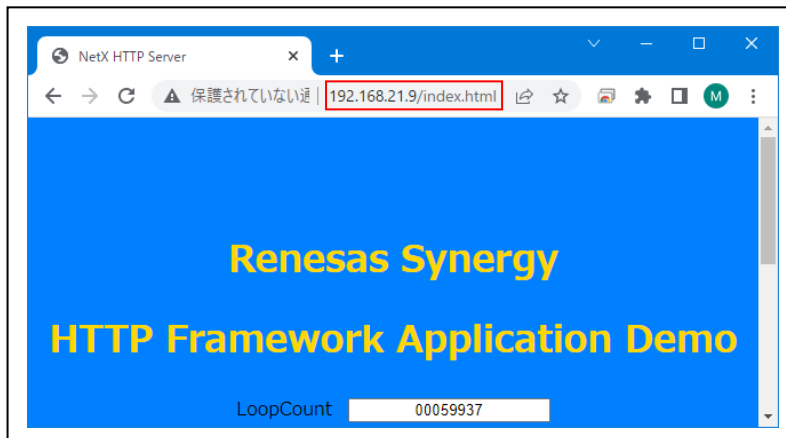 NetX HTTP Server
保護されていない通 192.168.21.9/index.html M
Renesas Synergy
HTTP Framework Application Demo
LoopCount 00059937